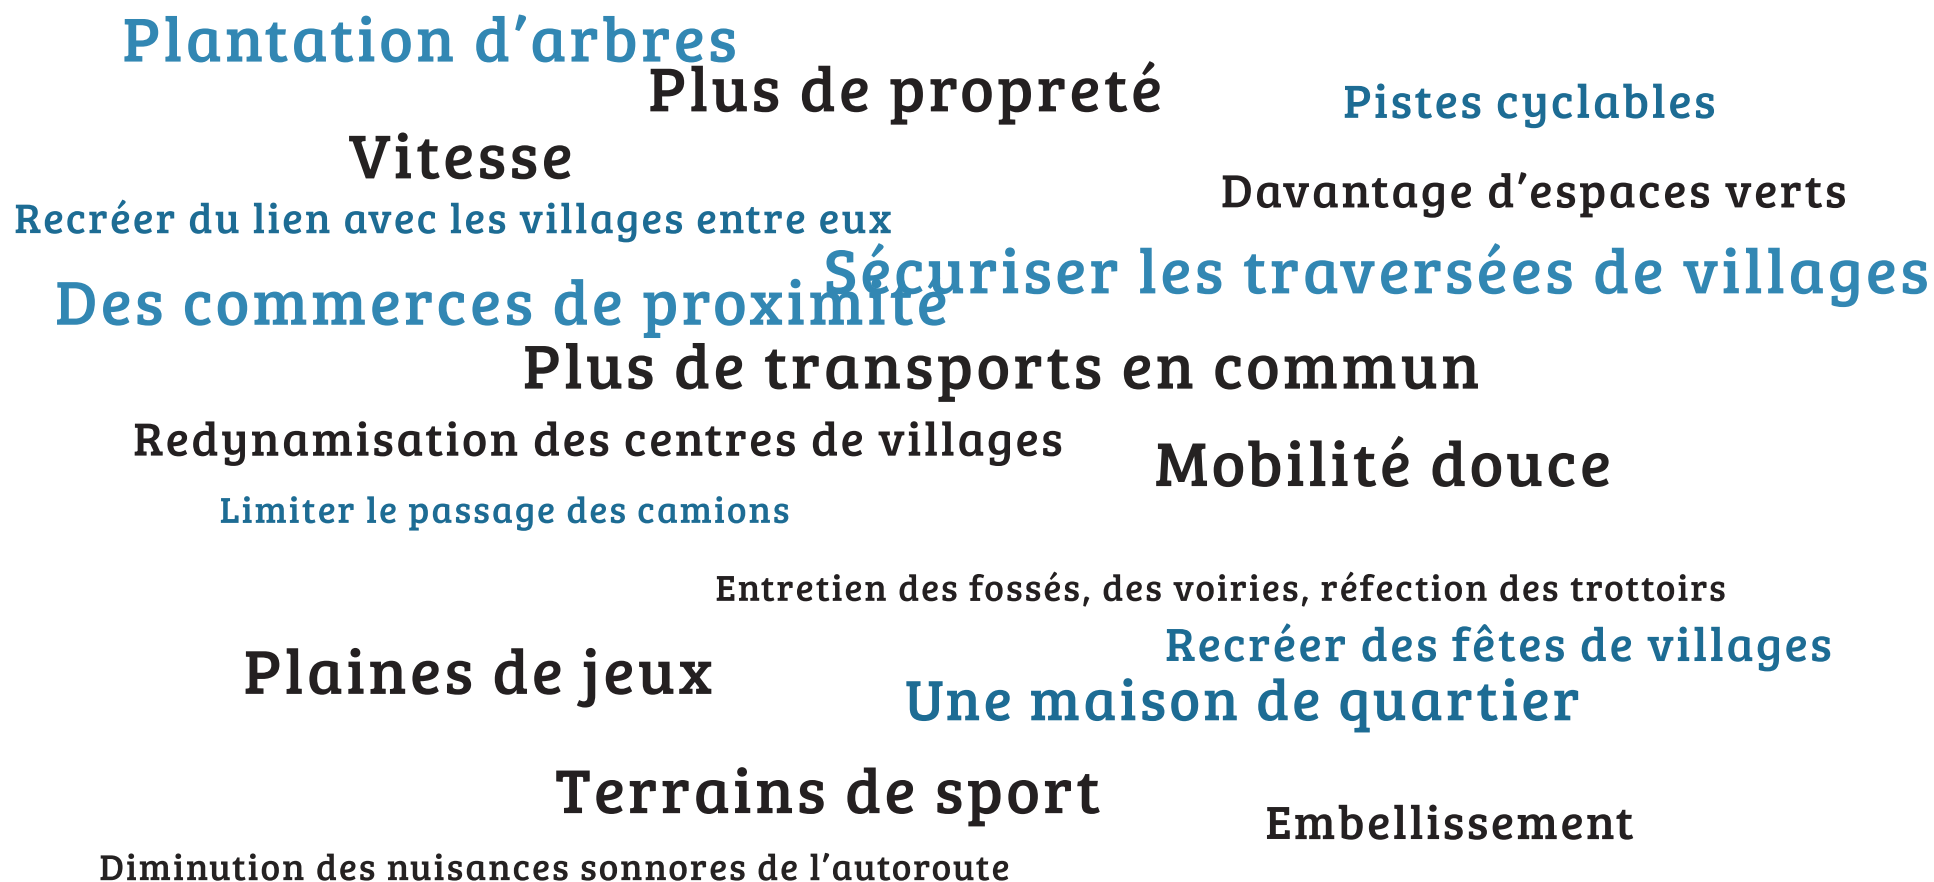 Plantation d’arbres
Plus de propreté
Pistes cyclables
Vitesse
Davantage d’espaces verts
Recréer du lien avec les villages entre eux
Sécuriser les traversées de villages
Des commerces de proximité
Plus de transports en commun
Redynamisation des centres de villages
Mobilité douce
Limiter le passage des camions
Entretien des fossés, des voiries, réfection des trottoirs
Recréer des fêtes de villages
Plaines de jeux
Une maison de quartier
Terrains de sport
Embellissement
Diminution des nuisances sonnores de l’autoroute